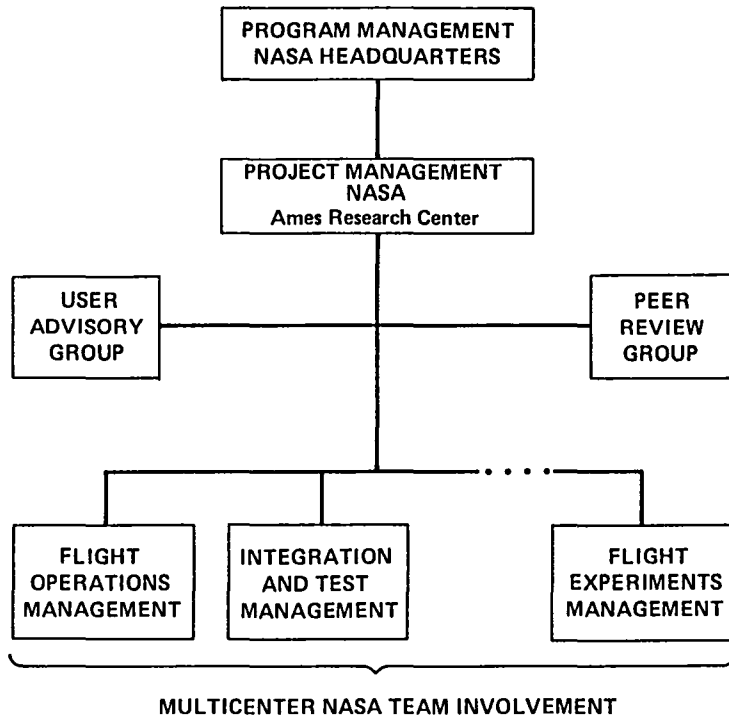 PROGRAM MANAGEMENT
NASA HEADQUARTERS
PROJECT MANAGEMENT
NASA
Ames Research Center
USER
ADVISORY
GROUP
PEER
REVIEW
GROUP
FLIGHT
OPERATIONS
MANAGEMENT
INTEGRATION
AND TEST
MANAGEMENT
FLIGHT
EXPERIMENTS
MANAGEMENT
MULTICENTER NASA TEAM INVOLVEMENT